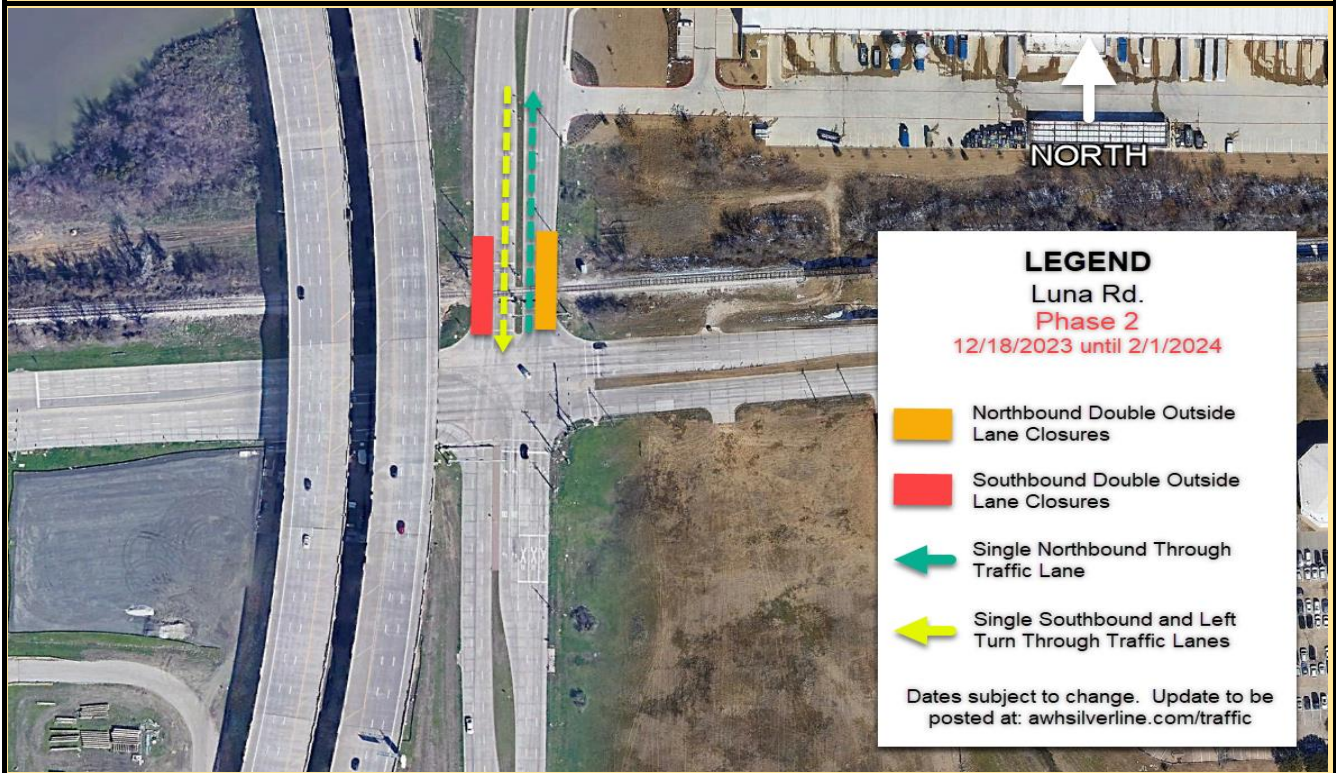 NORTH
LEGEND
Luna Rd.
Phase 2
12/18/2023 until 2/1/2024
Northbound Double Outside
Lane Closures
Southbound Double Outside
Lane Closures
Single Northbound Through
Traffic Lane
Single Southbound and Left
Turn Through Traffic Lanes
Dates subject to change. Update to be
posted at: awhsilverline.com/traffic